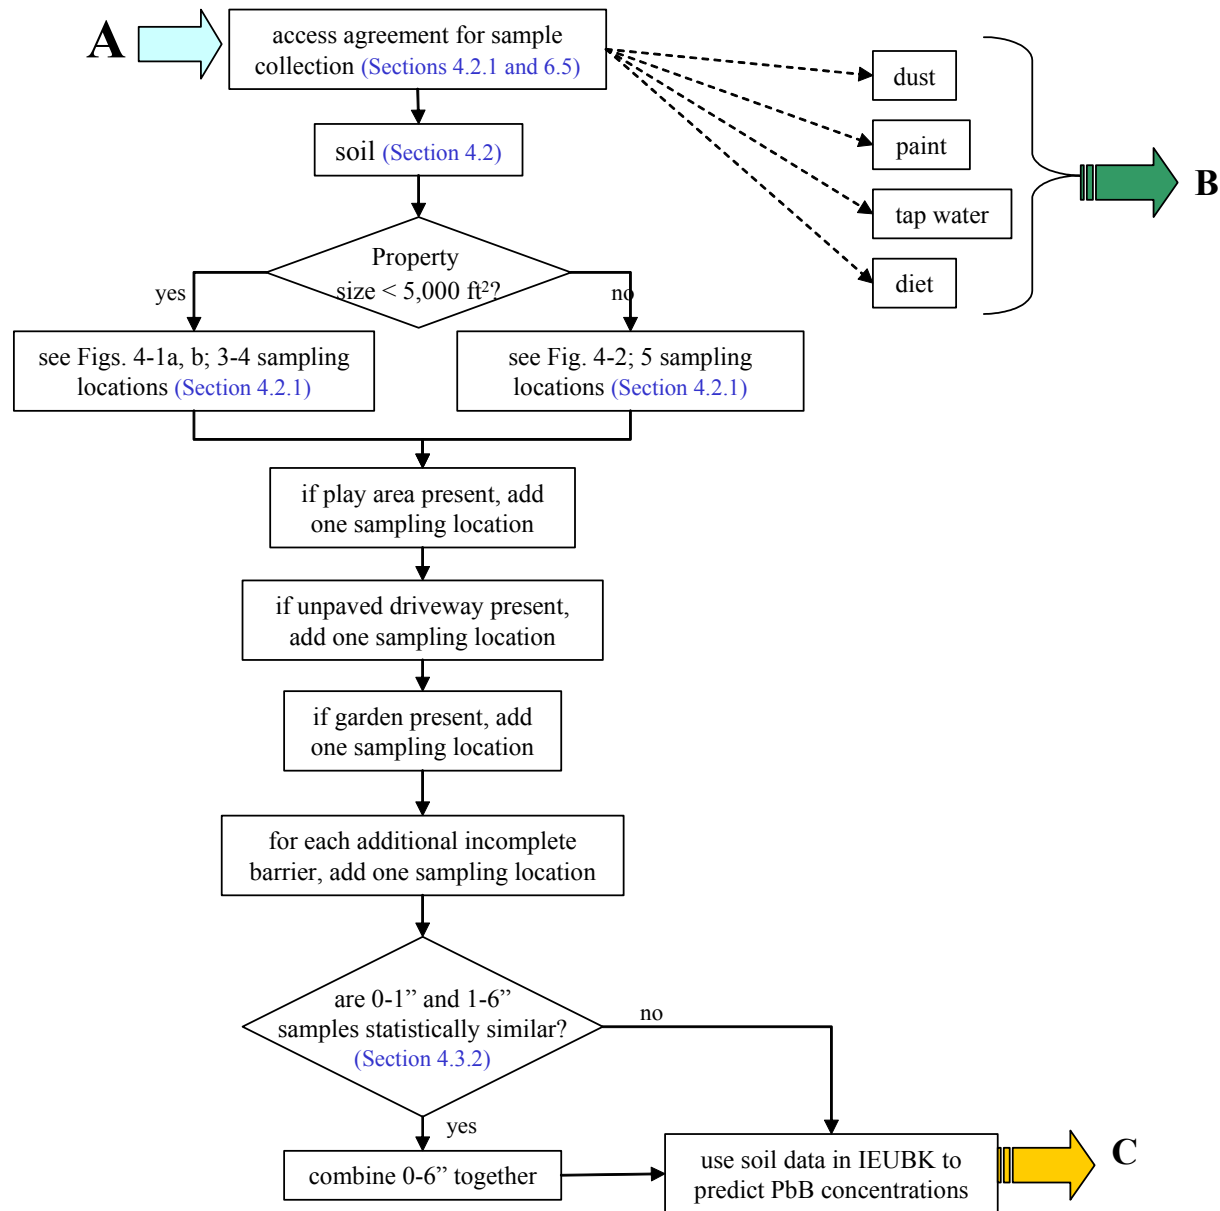 A
access agreement for sample
collection (Sections 4.2.1 and 6.5)
dust
paint
tap water
diet
B
soil (Section 4.2)
Property
size < 5,000 ft²?
yes
no
see Figs. 4-1a, b; 3-4 sampling
locations (Section 4.2.1)
see Fig. 4-2; 5 sampling
locations (Section 4.2.1)
if play area present, add
one sampling location
if unpaved driveway present,
add one sampling location
if garden present, add
one sampling location
for each additional incomplete
barrier, add one sampling location
are 0-1” and 1-6”
samples statistically similar?
(Section 4.3.2)
no
yes
combine 0-6” together
use soil data in IEUBK to
predict PbB concentrations
C